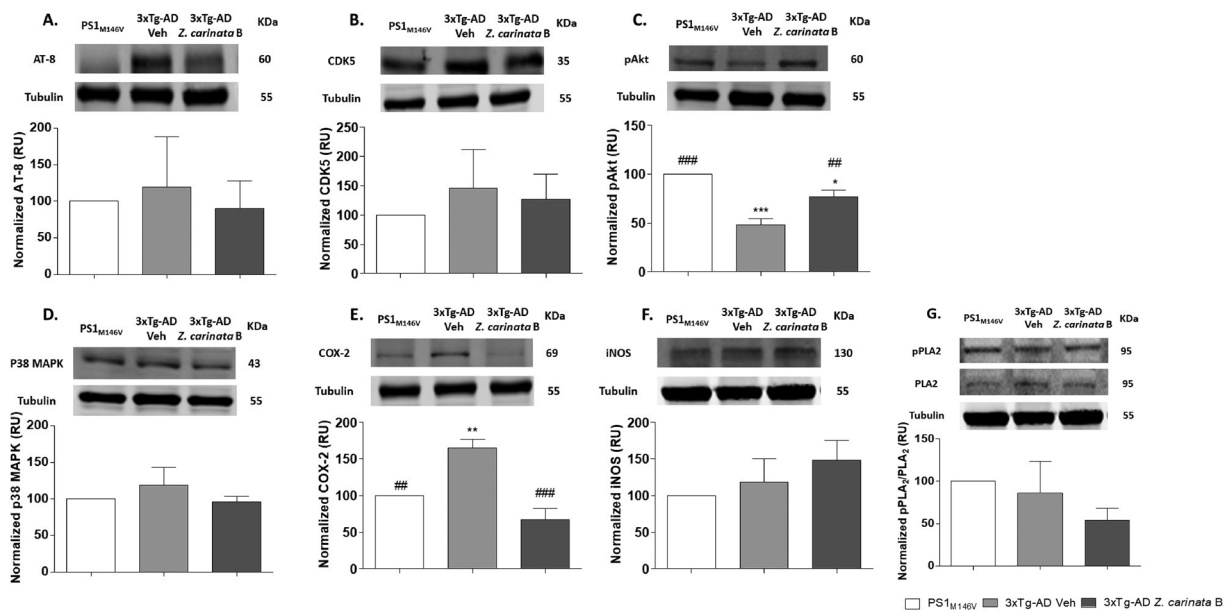 A.
PS1M146V 3xTg-AD Veh 3xTg-AD Z. carinata B KDa
AT-8 60
Tubulin 55
Normalized AT-8 (RU)
200
150
100
50
0
B.
PS1M146V 3xTg-AD Veh 3xTg-AD Z. carinata B KDa
CDK5 35
Tubulin 55
Normalized CDK5 (RU)
250
200
150
100
50
0
C.
PS1M146V 3xTg-AD Veh 3xTg-AD Z. carinata B KDa
pAkt 60
Tubulin 55
Normalized pAkt (RU)
150
100
50
0
###
***
##
*
D.
PS1M146V 3xTg-AD Veh 3xTg-AD Z. carinata B KDa
P38 MAPK 43
Tubulin 55
Normalized p38 MAPK (RU)
200
150
100
50
0
E.
PS1M146V 3xTg-AD Veh 3xTg-AD Z. carinata B KDa
COX-2 69
Tubulin 55
Normalized COX-2 (RU)
200
150
100
50
0
##
**
###
F.
PS1M146V 3xTg-AD Veh 3xTg-AD Z. carinata B KDa
iNOS 130
Tubulin 55
Normalized iNOS (RU)
200
150
100
50
0
G.
PS1M146V 3xTg-AD Veh 3xTg-AD Z. carinata B KDa
pPLA2 95
PLA2 95
Tubulin 55
Normalized pPLA2/PLA2 (RU)
150
100
50
0
PS1M146V 3xTg-AD Veh 3xTg-AD Z. carinata B